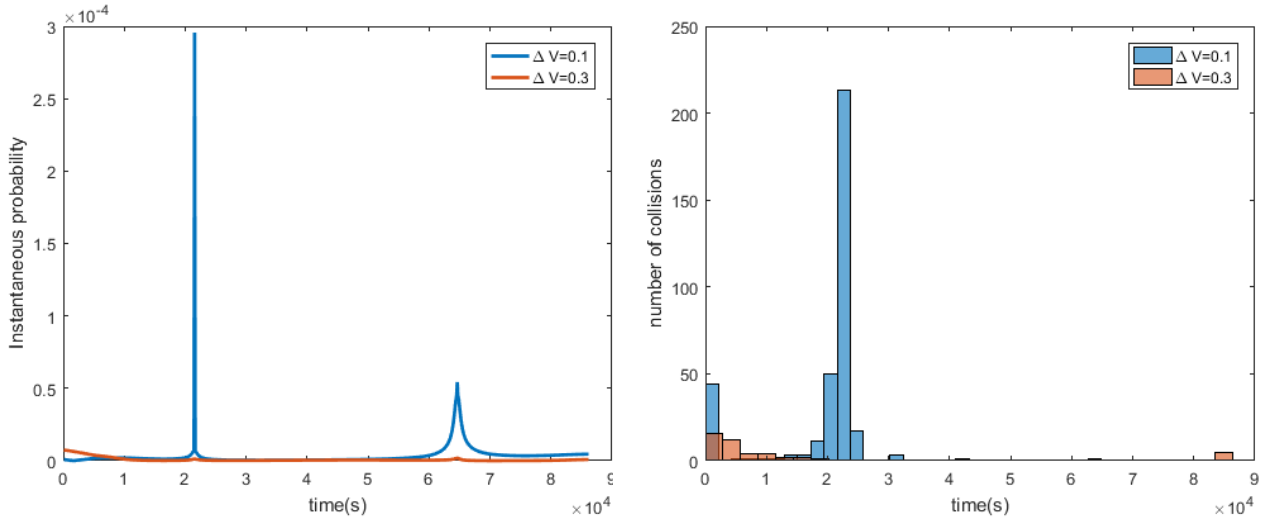 ×10⁻⁴
3
2.5
2
1.5
1
0.5
0
Instantaneous probability
Δ V=0.1
Δ V=0.3
0 1 2 3 4 5 6 7 8 9
time(s)
×10⁴
250
200
150
100
50
0
number of collisions
Δ V=0.1
Δ V=0.3
0 1 2 3 4 5 6 7 8 9
time(s)
×10⁴